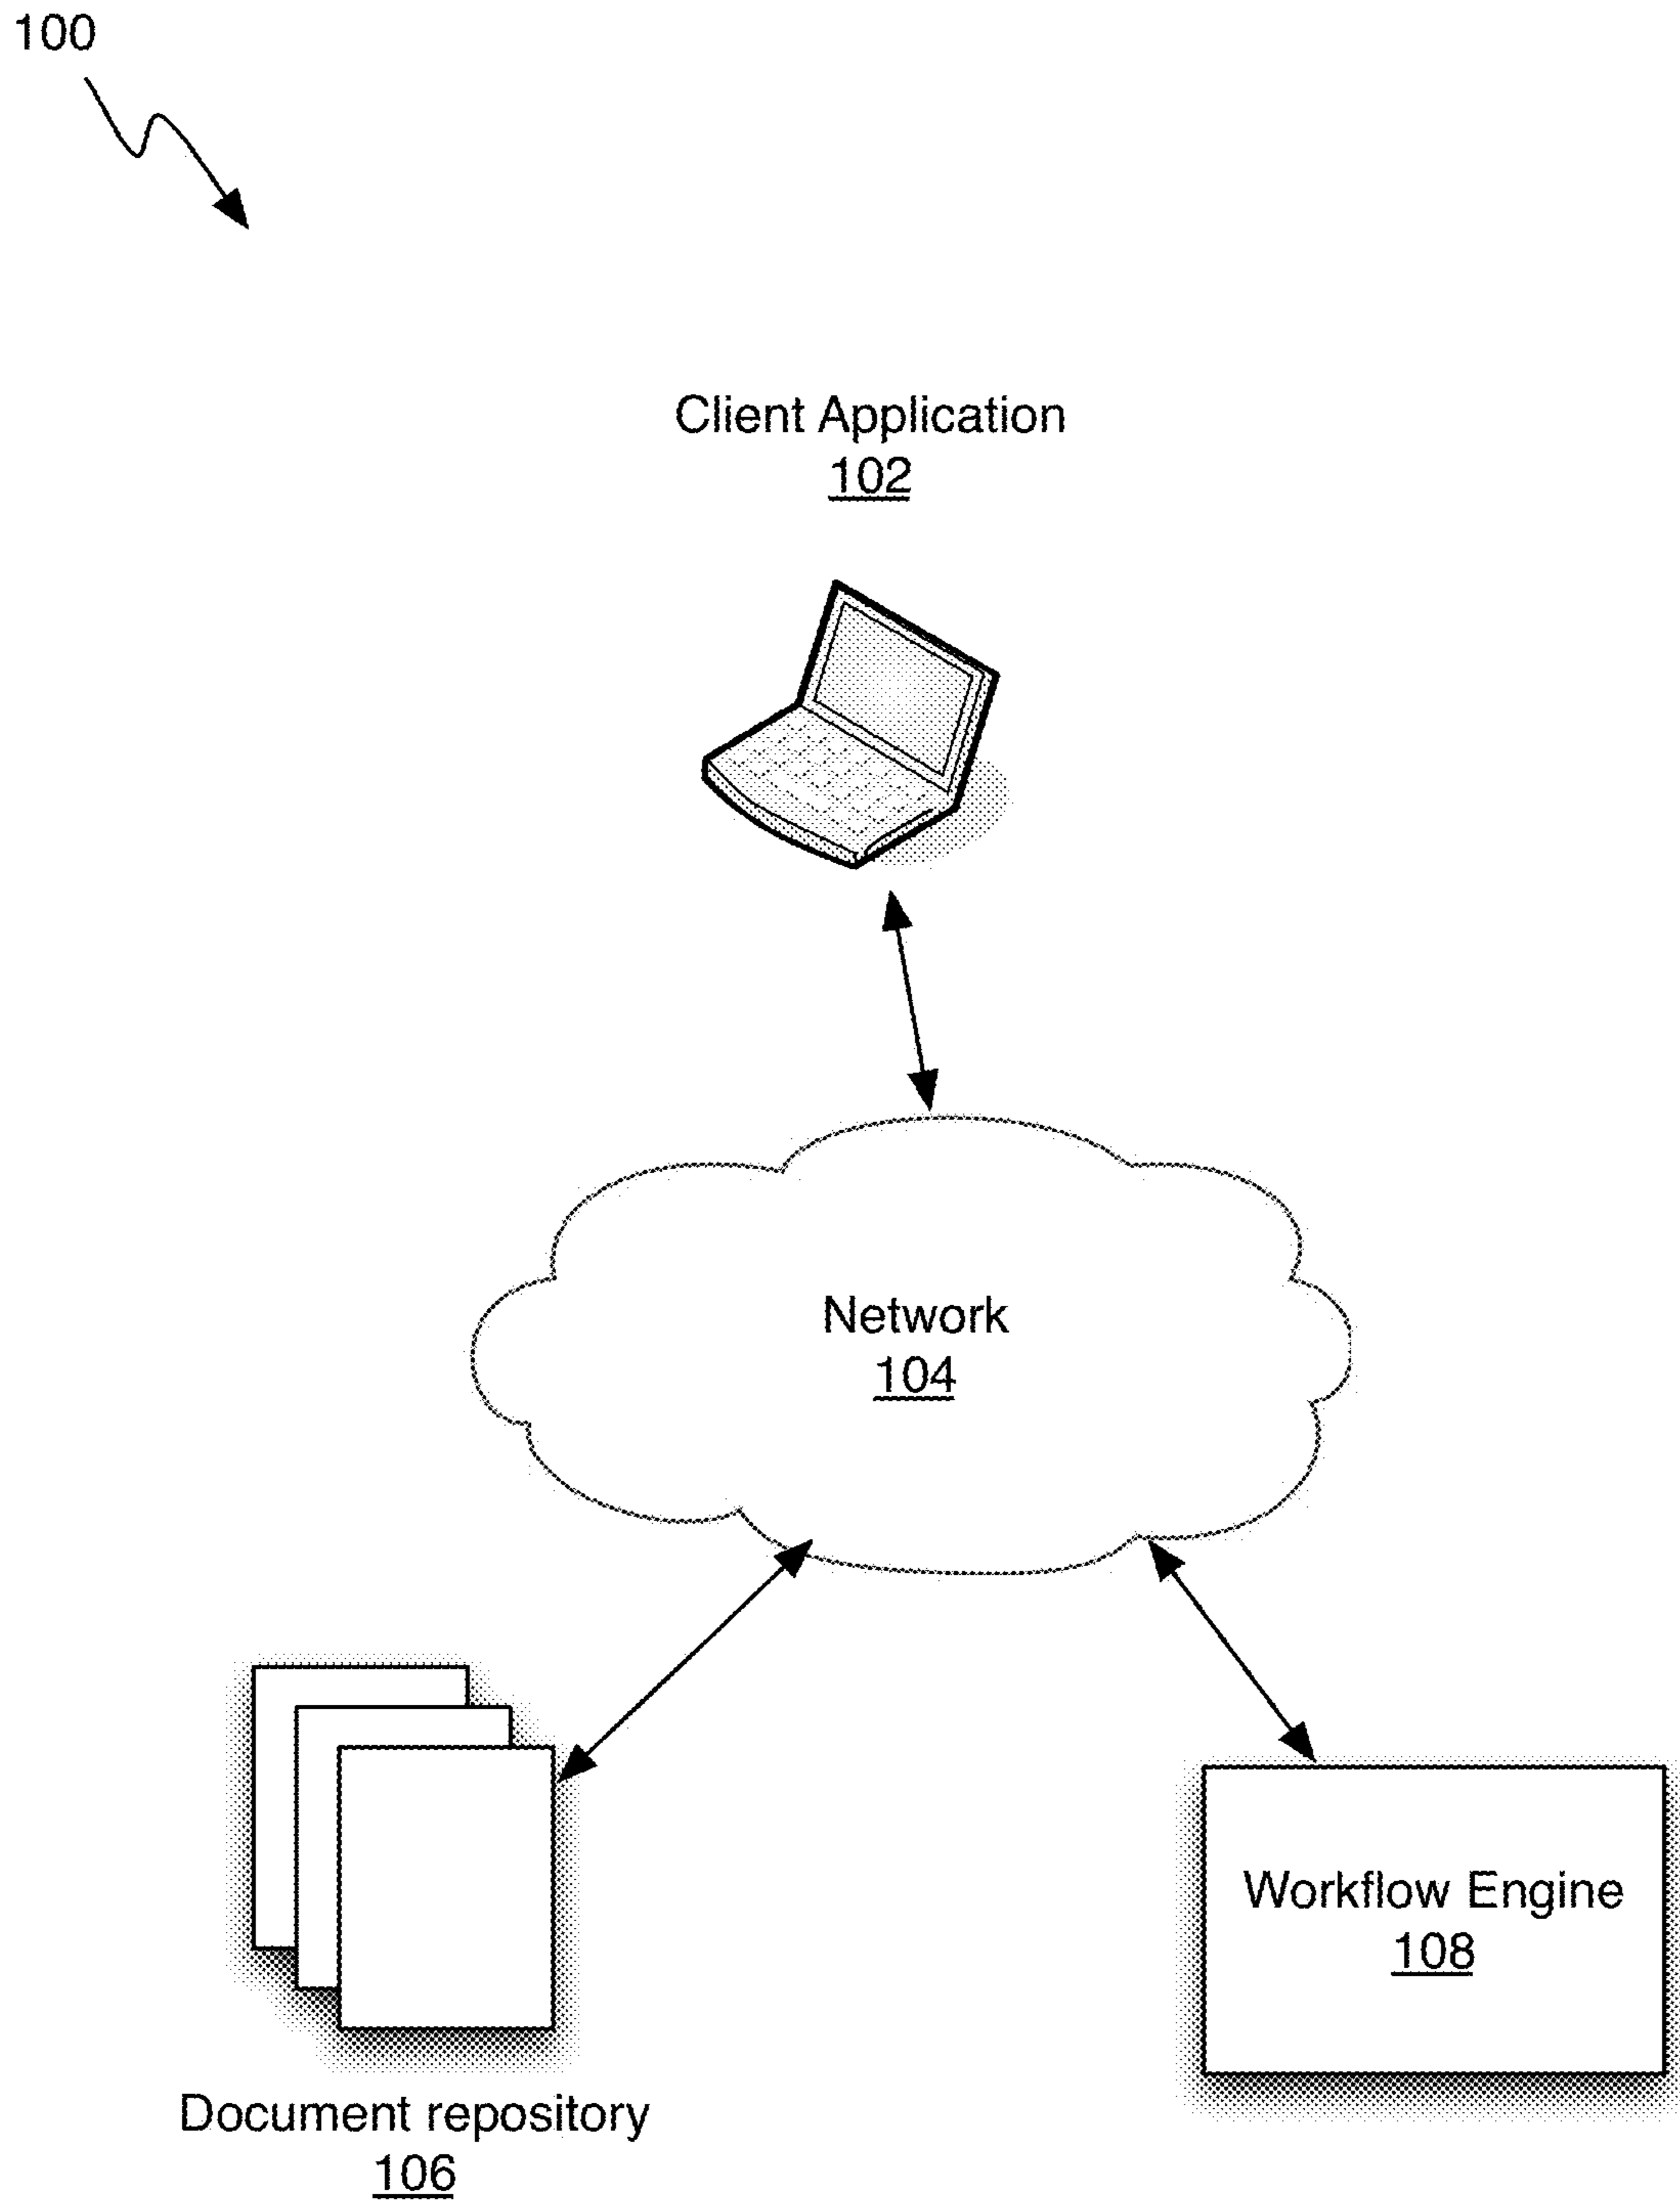 100
Client Application
102
Network
104
Workflow Engine
108
Document repository
106